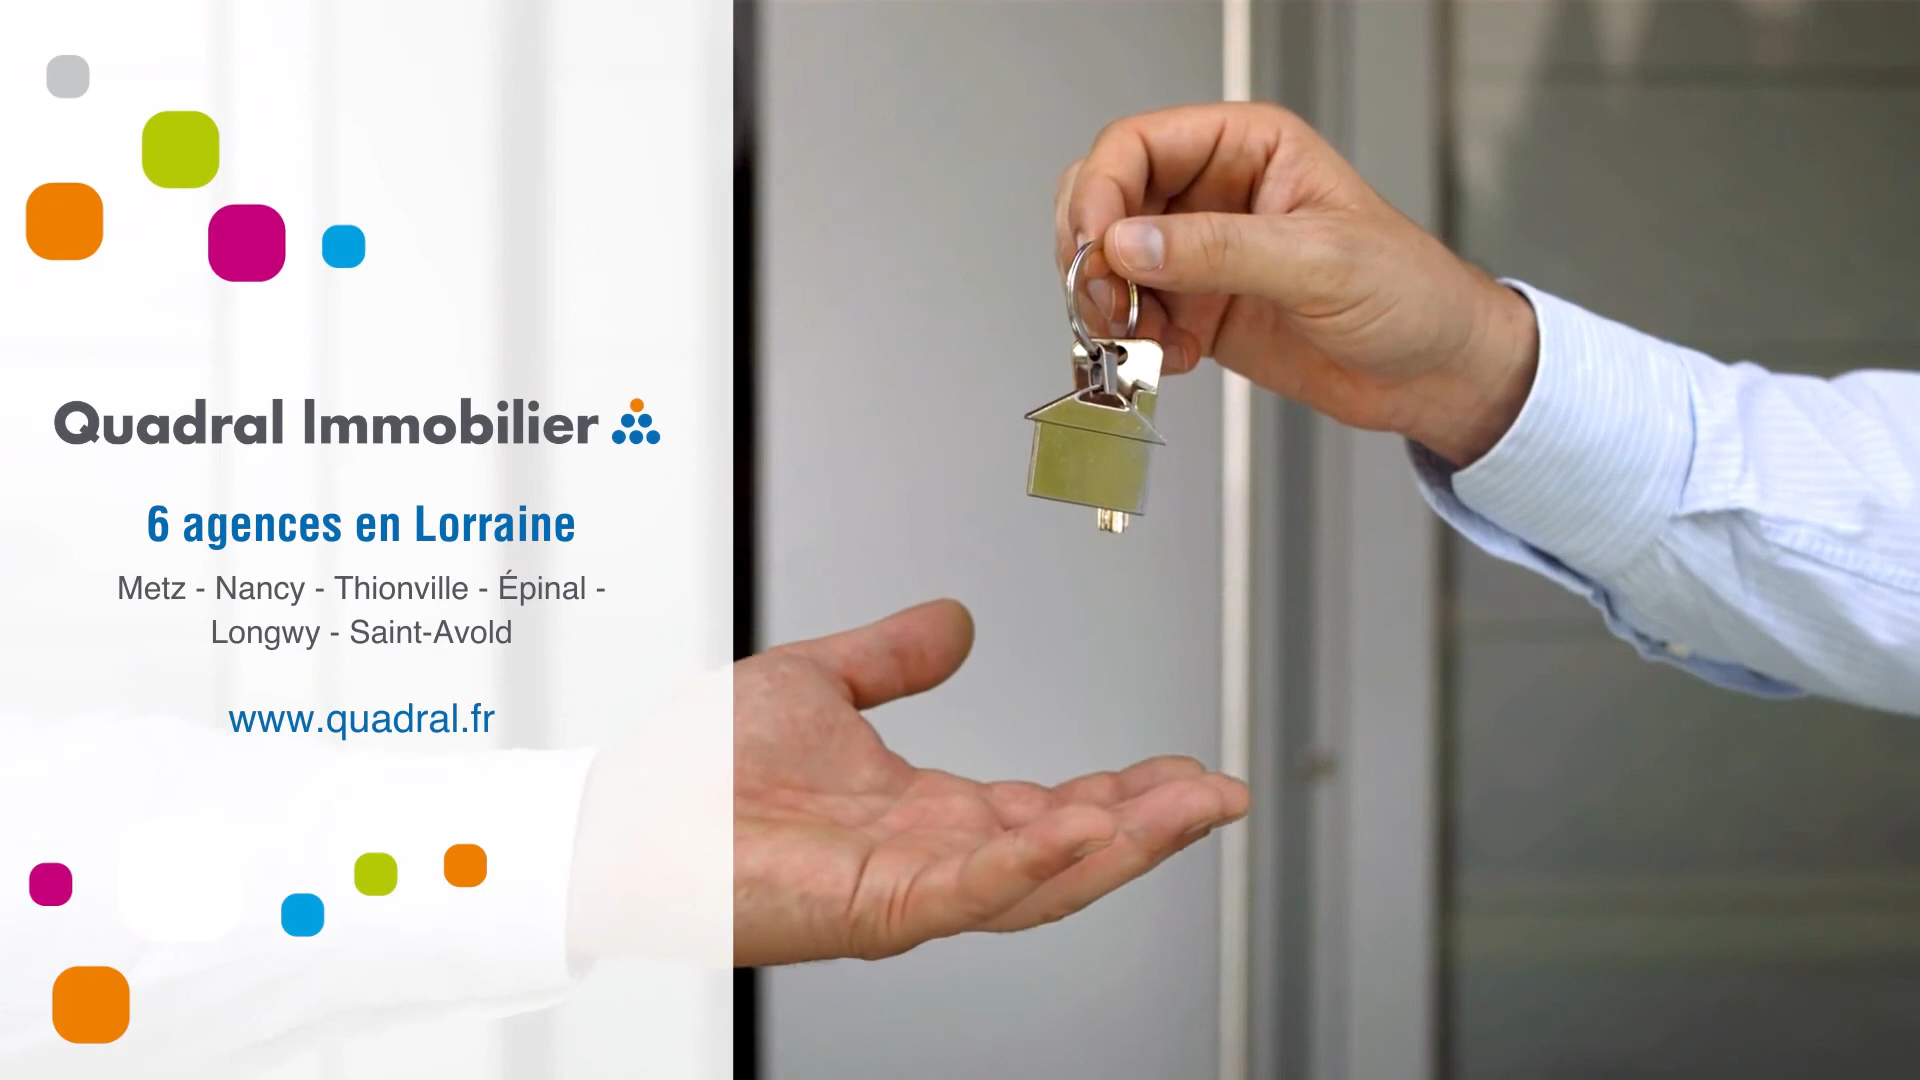 Quadral Immobilier
6 agences en Lorraine
Metz - Nancy - Thionville - Épinal -
Longwy - Saint-Avold
www.quadral.fr